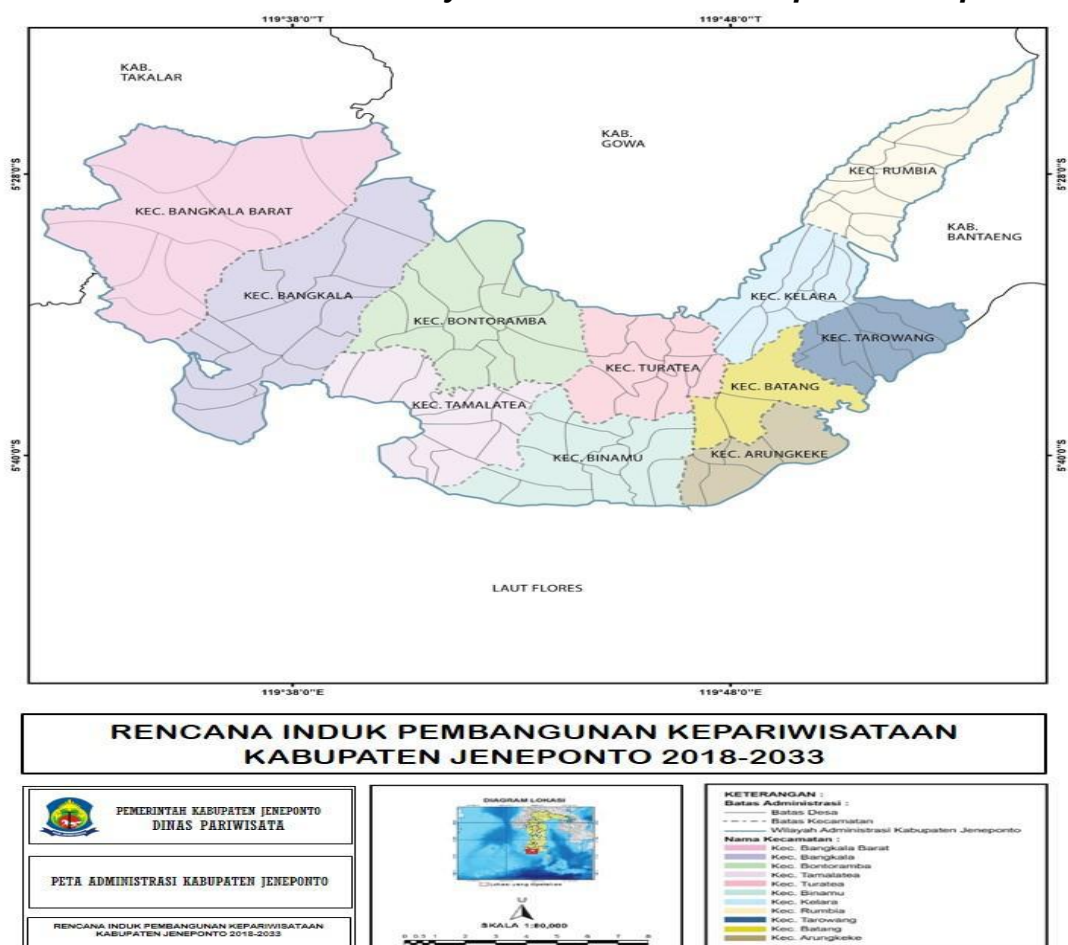 119°38'0"T
119°48'0"T
KAB.
TAKALAR
KAB.
GOWA
KEC. RUMBIA
5°28'0"S
5°28'0"S
KEC. BANGKALA BARAT
KAB.
BANTAENG
KEC. BANGKALA
KEC. KELARA
KEC. BONTORAMBA
KEC. TAROWANG
KEC. TURATEA
KEC. BATANG
KEC. TAMALATEA
5°40'0"S
5°40'0"S
KEC. BINAMU
KEC. ARUNGKEKE
LAUT FLORES
119°38'0"E
119°48'0"E
RENCANA INDUK PEMBANGUNAN KEPARIWISATAAN
KABUPATEN JENEPONTO 2018-2033
PEMERINTAH KABUPATEN JENEPONTO
DINAS PARIWISATA
PETA ADMINISTRASI KABUPATEN JENEPONTO
RENCANA INDUK PEMBANGUNAN KEPARIWISATAAN
KABUPATEN JENEPONTO 2018-2033
DIAGRAM LOKASI
U
SKALA 1:80,000
KETERANGAN :
Batas Administrasi :
Batas Desa
Batas Kecamatan
Wilayah Administrasi Kabupaten Jeneponto
Nama Kecamatan :
Kec. Bangkala Barat
Kec. Bangkala
Kec. Bontoramba
Kec. Tamalatea
Kec. Turatea
Kec. Binamu
Kec. Kelara
Kec. Rumbia
Kec. Tarowang
Kec. Batang
Kec. Arungkeke